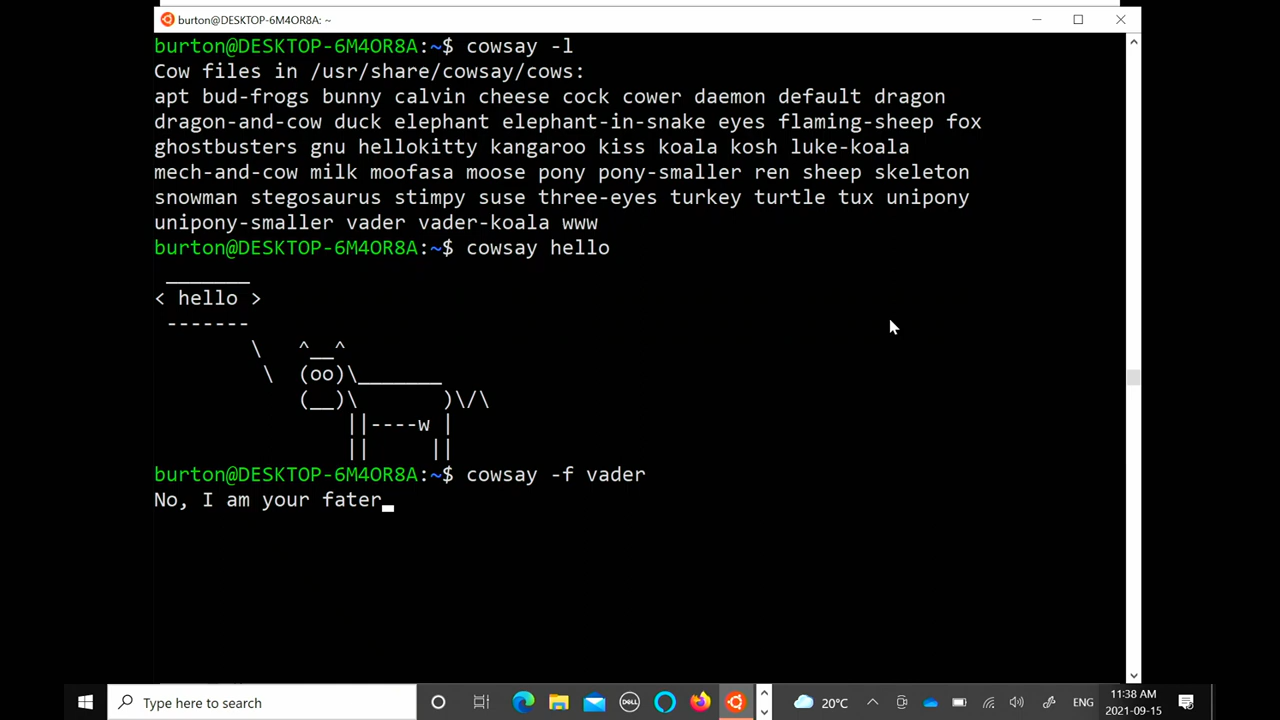 burton@DESKTOP-6M4OR8A: ~
burton@DESKTOP-6M4OR8A:~$ cowsay -l
Cow files in /usr/share/cowsay/cows:
apt bud-frogs bunny calvin cheese cock cower daemon default dragon
dragon-and-cow duck elephant elephant-in-snake eyes flaming-sheep fox
ghostbusters gnu hellokitty kangaroo kiss koala kosh luke-koala
mech-and-cow milk moofasa moose pony pony-smaller ren sheep skeleton
snowman stegosaurus stimpy suse three-eyes turkey turtle tux unipony
unipony-smaller vader vader-koala www
burton@DESKTOP-6M4OR8A:~$ cowsay hello
 _______
< hello >
 -------
        \   ^__^
         \  (oo)\_______
            (__)\       )\/\
                ||----w |
                ||     ||
burton@DESKTOP-6M4OR8A:~$ cowsay -f vader
No, I am your fater
Type here to search
DELL
20°C
ENG
11:38 AM
2021-09-15